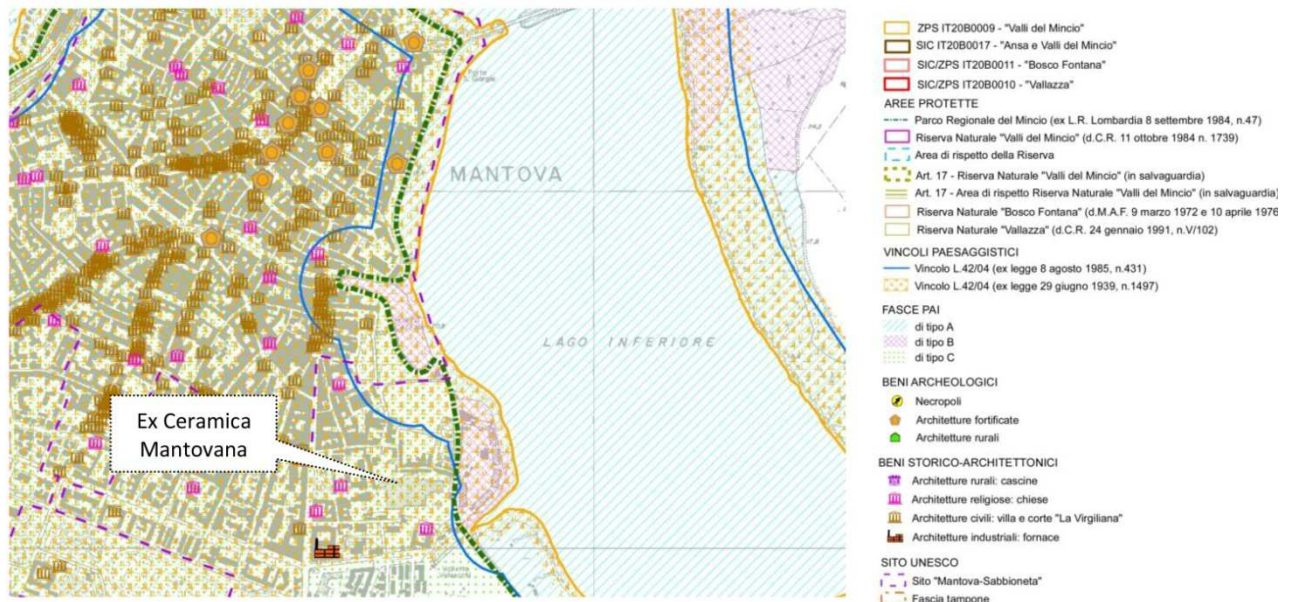 Porto
S. Giorgio
MANTOVA
LAGO INFERIORE
Ex Ceramica
Mantovana
ZPS IT20B0009 - "Valli del Mincio"
SIC IT20B0017 - "Ansa e Valli del Mincio"
SIC/ZPS IT20B0011 - "Bosco Fontana"
SIC/ZPS IT20B0010 - "Vallazza"
AREE PROTETTE
Parco Regionale del Mincio (ex L.R. Lombardia 8 settembre 1984, n.47)
Riserva Naturale "Valli del Mincio" (d.C.R. 11 ottobre 1984 n. 1739)
Area di rispetto della Riserva
Art. 17 - Riserva Naturale "Valli del Mincio" (in salvaguardia)
Art. 17 - Area di rispetto Riserva Naturale "Valli del Mincio" (in salvaguardia)
Riserva Naturale "Bosco Fontana" (d.M.A.F. 9 marzo 1972 e 10 aprile 1976
Riserva Naturale "Vallazza" (d.C.R. 24 gennaio 1991, n.V/102)
VINCOLI PAESAGGISTICI
Vincolo L.42/04 (ex legge 8 agosto 1985, n.431)
Vincolo L.42/04 (ex legge 29 giugno 1939, n.1497)
FASCE PAI
di tipo A
di tipo B
di tipo C
BENI ARCHEOLOGICI
Necropoli
Architetture fortificate
Architetture rurali
BENI STORICO-ARCHITETTONICI
Architetture rurali: cascine
Architetture religiose: chiese
Architetture civili: villa e corte "La Virgiliana"
Architetture industriali: fornace
SITO UNESCO
Sito "Mantova-Sabbioneta"
Fascia tampone